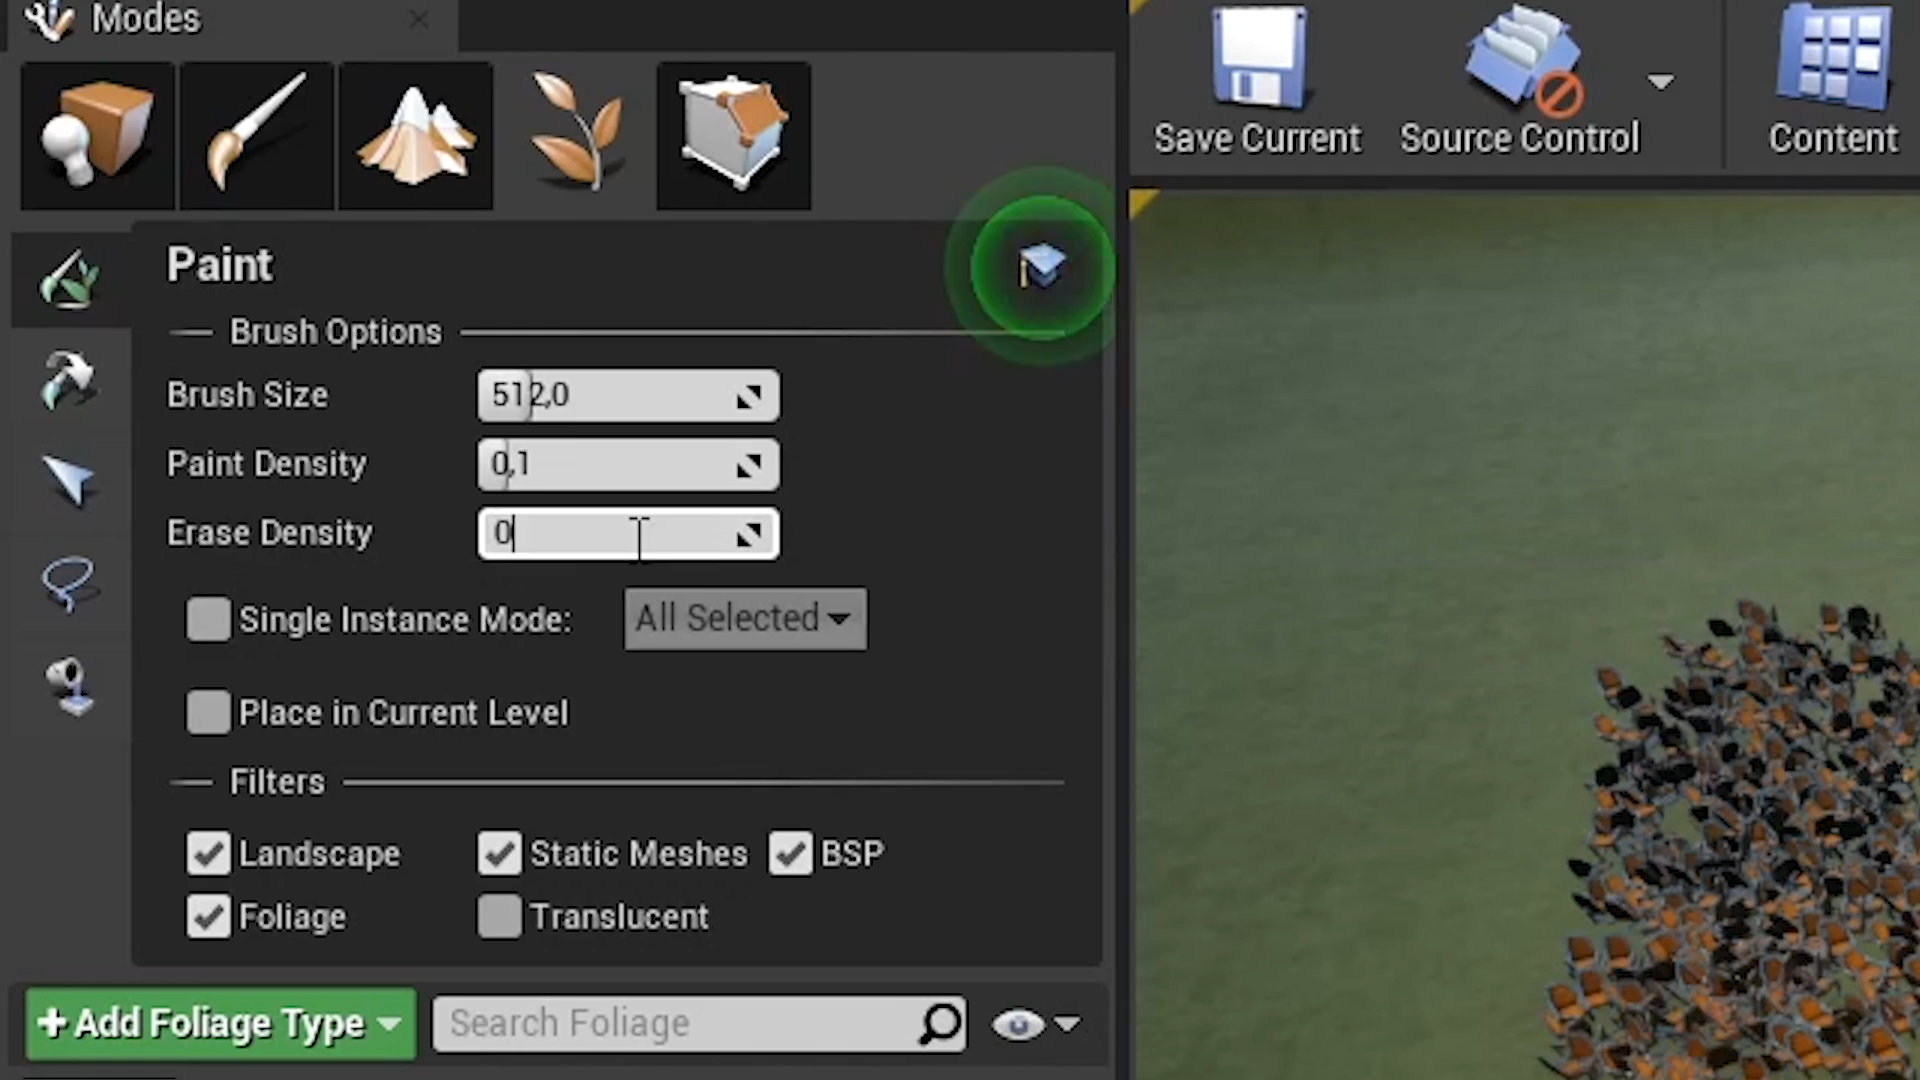 Modes
Save Current
Source Control
Content
Paint
Brush Options
Brush Size 512,0
Paint Density 0,1
Erase Density 0
Single Instance Mode: All Selected
Place in Current Level
Filters
Landscape Static Meshes BSP
Foliage Translucent
+ Add Foliage Type Search Foliage